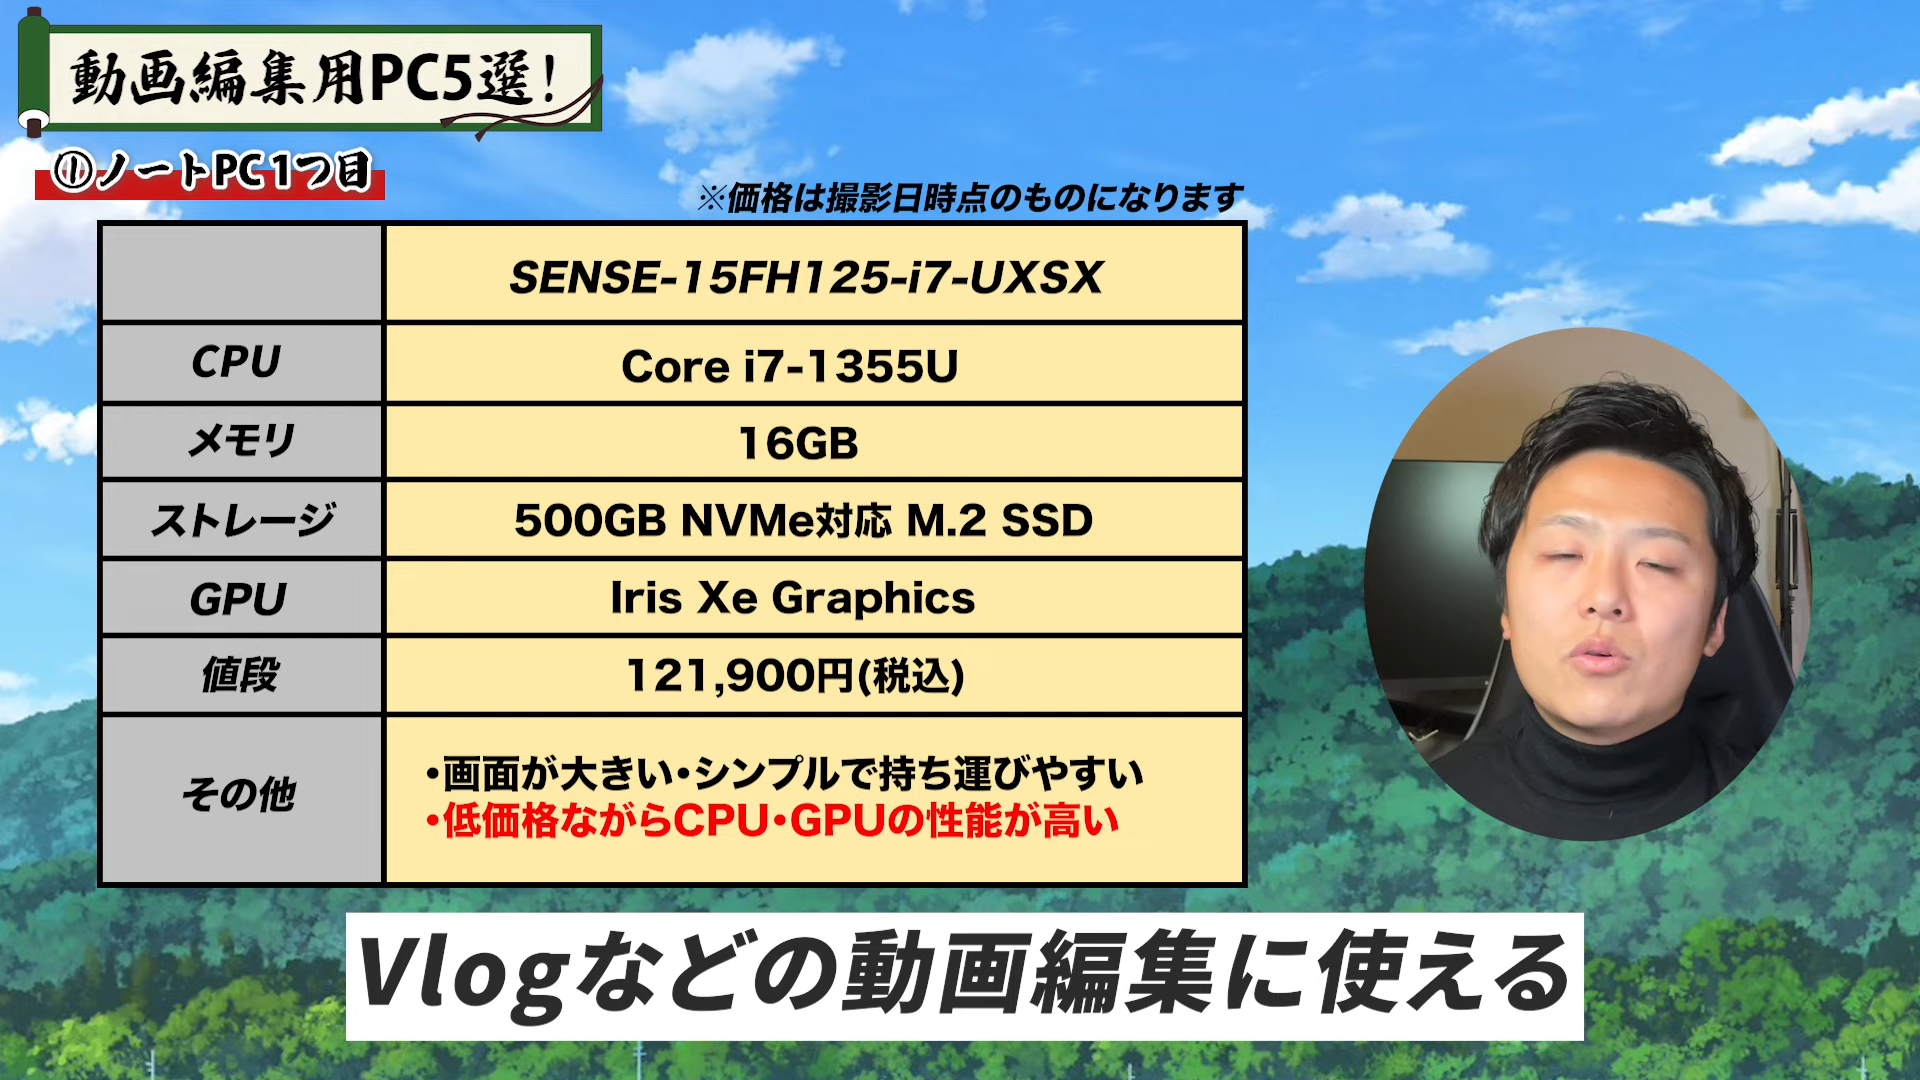 動画編集用PC5選!
①ノートPC1つ目
※価格は撮影日時点のものになります
SENSE-15FH125-i7-UXSX
CPU
Core i7-1355U
メモリ
16GB
ストレージ
500GB NVMe対応 M.2 SSD
GPU
Iris Xe Graphics
値段
121,900円(税込)
その他
・画面が大きい・シンプルで持ち運びやすい
・低価格ながらCPU・GPUの性能が高い
Vlogなどの動画編集に使える